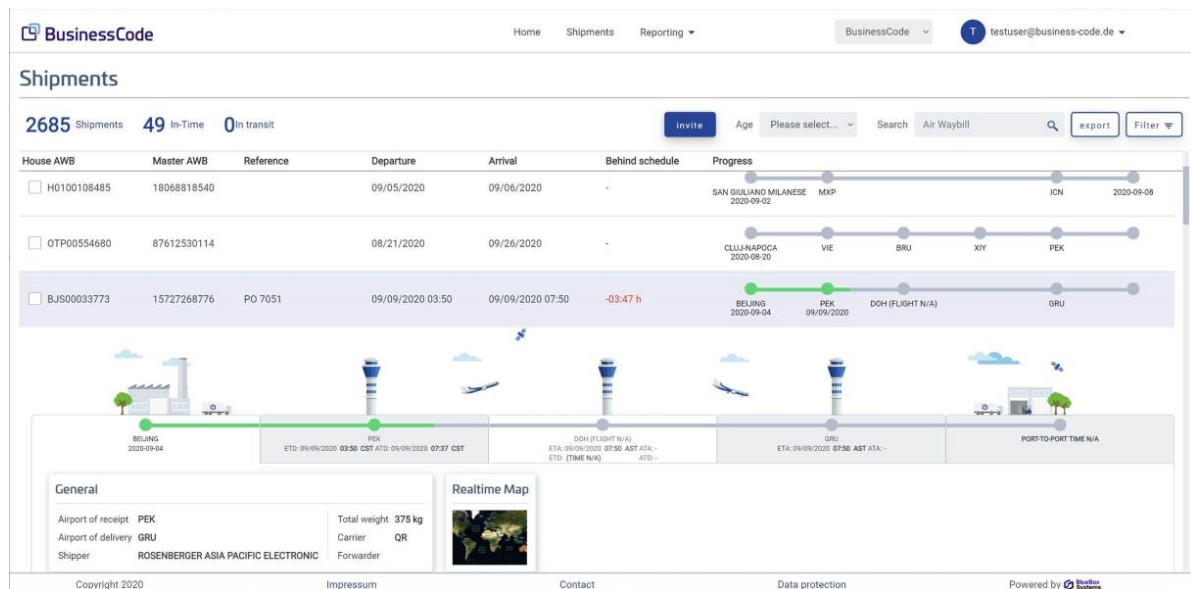 BusinessCode Home Shipments Reporting BusinessCode T testuser@business-code.de
Shipments
2685 Shipments 49 In-Time 0 In transit invite Age Please select... Search Air Waybill export Filter
House AWB Master AWB Reference Departure Arrival Behind schedule Progress
H0100108485 18068818540 09/05/2020 09/06/2020 -
SAN GIULIANO MILANESE MXP ICN 2020-09-08
2020-09-02
OTP00554680 87612530114 08/21/2020 09/26/2020 -
CLUJ-NAPOCA VIE BRU XIY PEK
2020-08-20
BJS00033773 15727268776 PO 7051 09/09/2020 03:50 09/09/2020 07:50 -03:47 h
BEIJING PEK DOH (FLIGHT N/A) GRU
2020-09-04 09/09/2020
BEIJING PEK DOH (FLIGHT N/A) GRU PORT-TO-PORT TIME N/A
2020-09-04 ETD: 09/09/2020 03:50 CST ATD: 09/09/2020 07:37 CST ETA: 09/09/2020 07:50 AST ATA: - ETA: 09/09/2020 07:50 AST ATA: -
ETD: (TIME N/A) ATD: -
General Realtime Map
Airport of receipt PEK Total weight 375 kg
Airport of delivery GRU Carrier QR
Shipper ROSENBERGER ASIA PACIFIC ELECTRONIC Forwarder
Copyright 2020 Impressum Contact Data protection Powered by BlueBox Systems